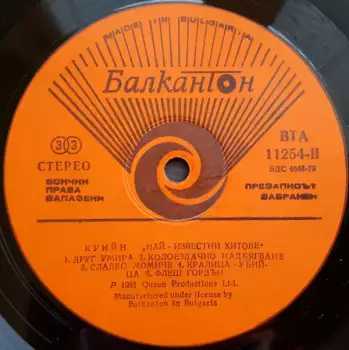 MADE IN BULGARIA
Балкантон
33
СТЕРЕО
ВСИЧКИ
ПРАВА
ЗАПАЗЕНИ
ВТА
11254-II
БДС 4848-79
ПРЕЗАПИСЪТ
ЗАБРАНЕН
КУИЙН „НАЙ - ИЗВЕСТНИ ХИТОВЕ"
1. ДРУГ УМИРА 2. КОЛОЕЗДАЧНО НАДБЯГВАНЕ
3. СЛАДКО МОМИЧЕ 4. КРАЛИЦА - УБИЙ-
ЦА 5. ФЛЕШ ГОРДЪН
P 1981 Queen Productions Ltd.
Manufactured under license by
Balkanton in Bulgaria